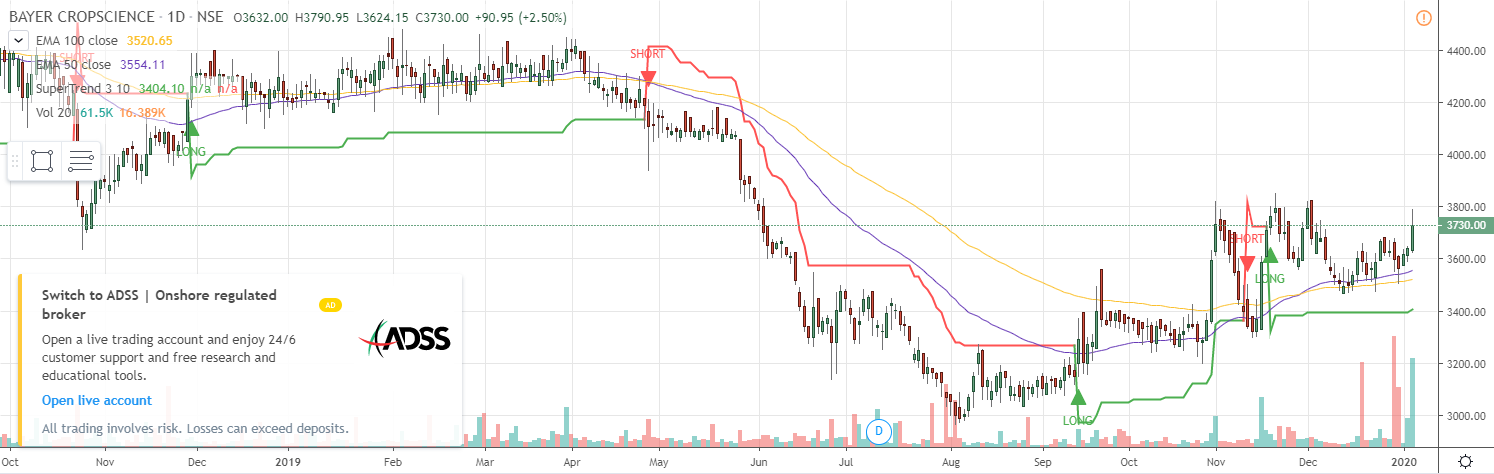 BAYER CROPSCIENCE · 1D · NSE O3632.00 H3790.95 L3624.15 C3730.00 +90.95 (+2.50%)
EMA 100 close 3520.65
SHORT
EMA 50 close 3554.11
SuperTrend 3 10 3404.10 n/a n/a
Vol 20 61.5K 16.389K
LONG
SHORT
SHORT
LONG
LONG
4400.00
4200.00
4000.00
3800.00
3730.00
3600.00
3400.00
3200.00
3000.00
Switch to ADSS | Onshore regulated
broker
AD
Open a live trading account and enjoy 24/6
customer support and free research and
educational tools.
ADSS
Open live account
All trading involves risk. Losses can exceed deposits.
D
Oct Nov Dec 2019 Feb Mar Apr May Jun Jul Aug Sep Oct Nov Dec 2020